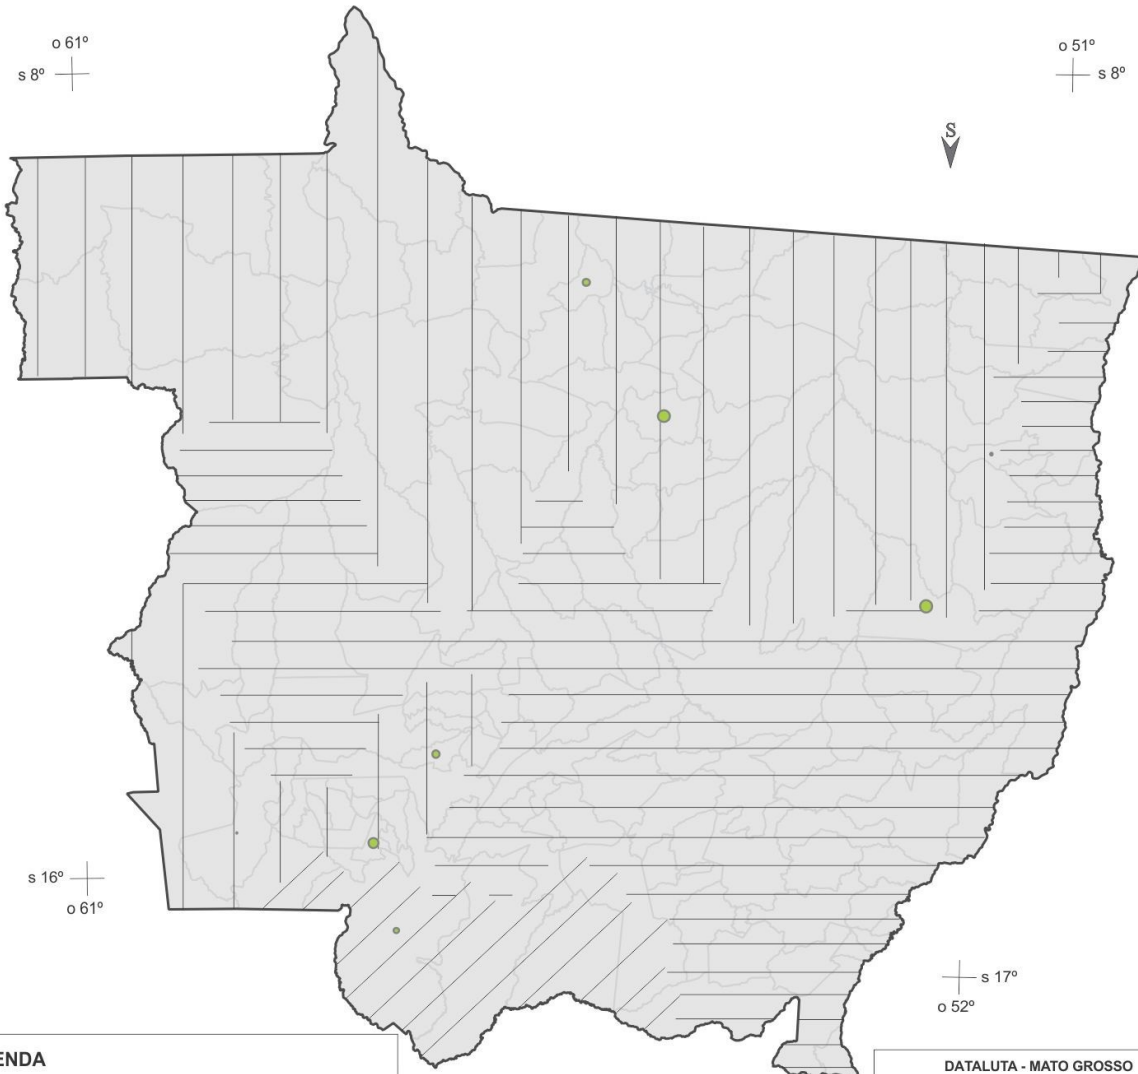 o 61º
s 8º
o 51º
s 8º
S
s 16º
o 61º
s 17º
o 52º
ENDA
DATALUTA - MATO GROSSO